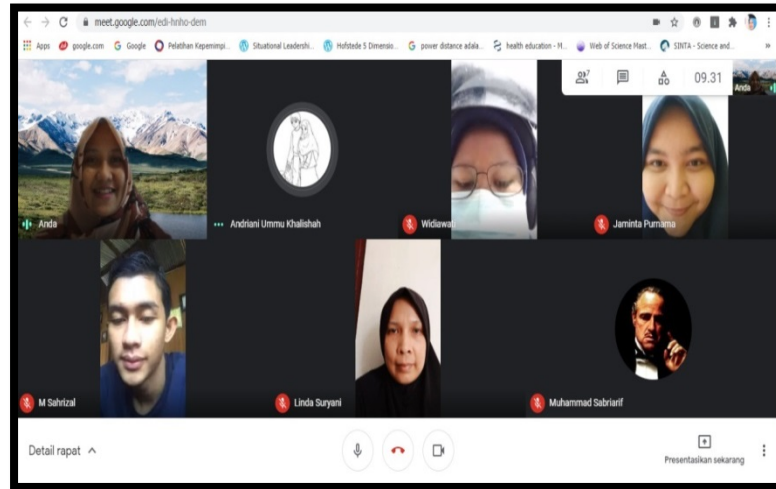 meet.google.com/edi-hnho-dem
Apps google.com Google Pelatihan Kepemimpi... Situational Leadershi.. Hofstede 5 Dimensio... power distance adala... health education - M... Web of Science Mast.. SINTA - Science and...
7 09.31 Anda
Anda Andriani Ummu Khalishah Widiawati Jaminta Purnama
M Sahrizal Linda Suryani Muhammad Sabriarif
Detail rapat Presentasikan sekarang